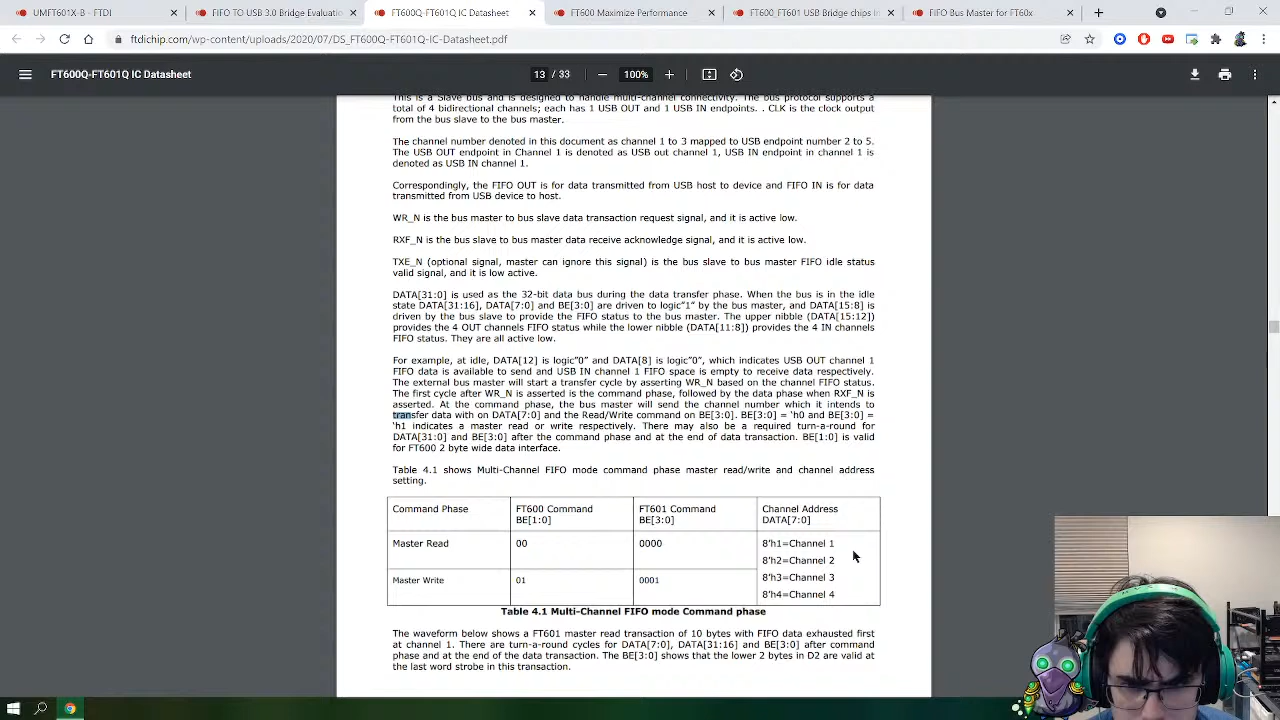 UMFT601X-B - FTDI
FIFO TO USB 3.0 Bridge Evaluati
FT600Q-FT601Q IC Datasheet
FT600 Maximize Performance
FT600_FT601 USB Bridge chips in
FIFO Bus Master for FT60x
ftdichip.com/wp-content/uploads/2020/07/DS_FT600Q-FT601Q-IC-Datasheet.pdf
FT600Q-FT601Q IC Datasheet
13 / 33
100%
This is a Slave bus and is designed to handle multi-channel connectivity. The bus protocol supports a
total of 4 bidirectional channels; each has 1 USB OUT and 1 USB IN endpoints. . CLK is the clock output
from the bus slave to the bus master.
The channel number denoted in this document as channel 1 to 3 mapped to USB endpoint number 2 to 5.
The USB OUT endpoint in Channel 1 is denoted as USB out channel 1, USB IN endpoint in channel 1 is
denoted as USB IN channel 1.
Correspondingly, the FIFO OUT is for data transmitted from USB host to device and FIFO IN is for data
transmitted from USB device to host.
WR_N is the bus master to bus slave data transaction request signal, and it is active low.
RXF_N is the bus slave to bus master data receive acknowledge signal, and it is active low.
TXE_N (optional signal, master can ignore this signal) is the bus slave to bus master FIFO idle status
valid signal, and it is low active.
DATA[31:0] is used as the 32-bit data bus during the data transfer phase. When the bus is in the idle
state DATA[31:16], DATA[7:0] and BE[3:0] are driven to logic"1" by the bus master, and DATA[15:8] is
driven by the bus slave to provide the FIFO status to the bus master. The upper nibble (DATA[15:12])
provides the 4 OUT channels FIFO status while the lower nibble (DATA[11:8]) provides the 4 IN channels
FIFO status. They are all active low.
For example, at idle, DATA[12] is logic"0" and DATA[8] is logic"0", which indicates USB OUT channel 1
FIFO data is available to send and USB IN channel 1 FIFO space is empty to receive data respectively.
The external bus master will start a transfer cycle by asserting WR_N based on the channel FIFO status.
The first cycle after WR_N is asserted is the command phase, followed by the data phase when RXF_N is
asserted. At the command phase, the bus master will send the channel number which it intends to
transfer data with on DATA[7:0] and the Read/Write command on BE[3:0]. BE[3:0] = 'h0 and BE[3:0] =
'h1 indicates a master read or write respectively. There may also be a required turn-a-round for
DATA[31:0] and BE[3:0] after the command phase and at the end of data transaction. BE[1:0] is valid
for FT600 2 byte wide data interface.
Table 4.1 shows Multi-Channel FIFO mode command phase master read/write and channel address
setting.
Command Phase
FT600 Command
BE[1:0]
FT601 Command
BE[3:0]
Channel Address
DATA[7:0]
Master Read
00
0000
8'h1=Channel 1
8'h2=Channel 2
Master Write
01
0001
8'h3=Channel 3
8'h4=Channel 4
Table 4.1 Multi-Channel FIFO mode Command phase
The waveform below shows a FT601 master read transaction of 10 bytes with FIFO data exhausted first
at channel 1. There are turn-a-round cycles for DATA[7:0], DATA[31:16] and BE[3:0] after command
phase and at the end of the data transaction. The BE[3:0] shows that the lower 2 bytes in D2 are valid at
the last word strobe in this transaction.